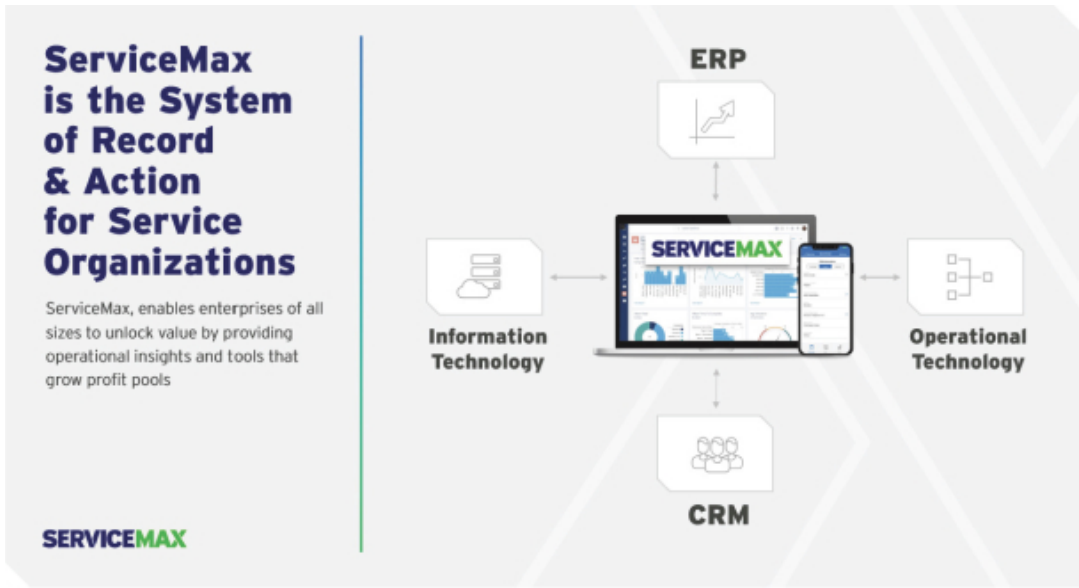 ServiceMax
is the System
of Record
& Action
for Service
Organizations
ServiceMax, enables enterprises of all
sizes to unlock value by providing
operational insights and tools that
grow profit pools
SERVICEMAX
ERP
SERVICEMAX
Information
Technology
Operational
Technology
CRM